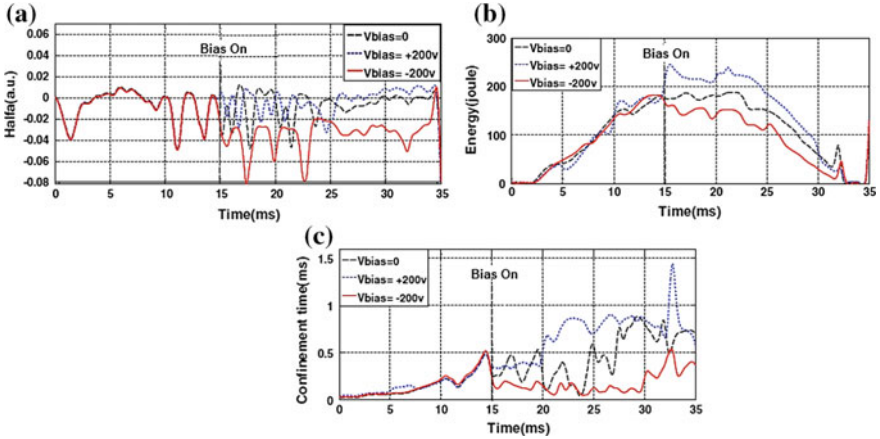 (a)
0.06
0.04
0.02
0
-0.02
-0.04
-0.06
-0.08
Halfa(a.u.)
Bias On
Vbias=0
Vbias= +200v
Vbias= -200v
0 5 10 15 20 25 30 35
Time(ms)
(b)
300
200
100
0
Energy(joule)
Vbias=0
Vbias= +200v
Vbias= -200v
Bias On
0 5 10 15 20 25 30 35
Time(ms)
(c)
1.5
1
0.5
0
Confinement time(ms)
Vbias=0
Vbias= +200v
Vbias= -200v
Bias On
0 5 10 15 20 25 30 35
Time (ms)